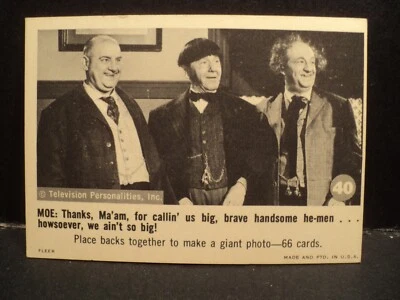 © Television Personalities, Inc.
40
MOE: Thanks, Ma'am, for callin' us big, brave handsome he-men . . .
howsoever, we ain't so big!
Place backs together to make a giant photo—66 cards.
FLEER
MADE AND PTD. IN U.S.A.